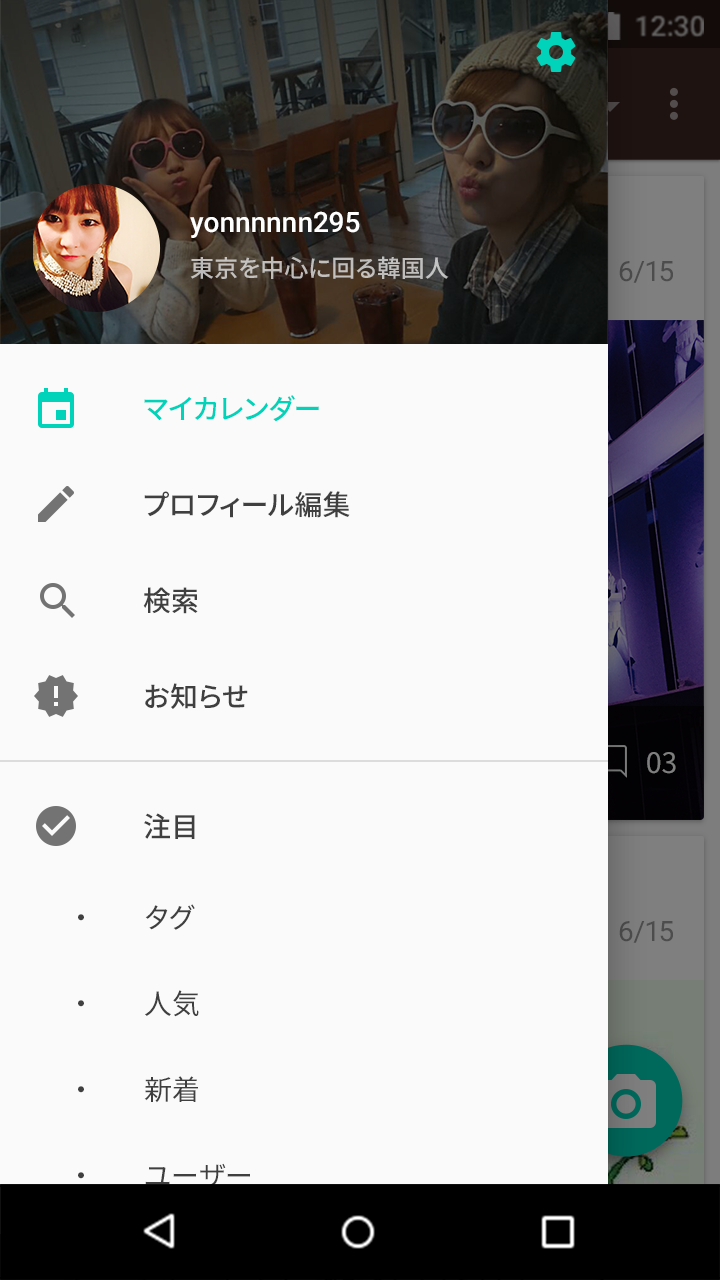 12:30
yonnnnnn295
東京を中心に回る韓国人
6/15
マイカレンダー
プロフィール編集
検索
お知らせ
03
注目
・ タグ
6/15
・ 人気
・ 新着
・ ユーザー